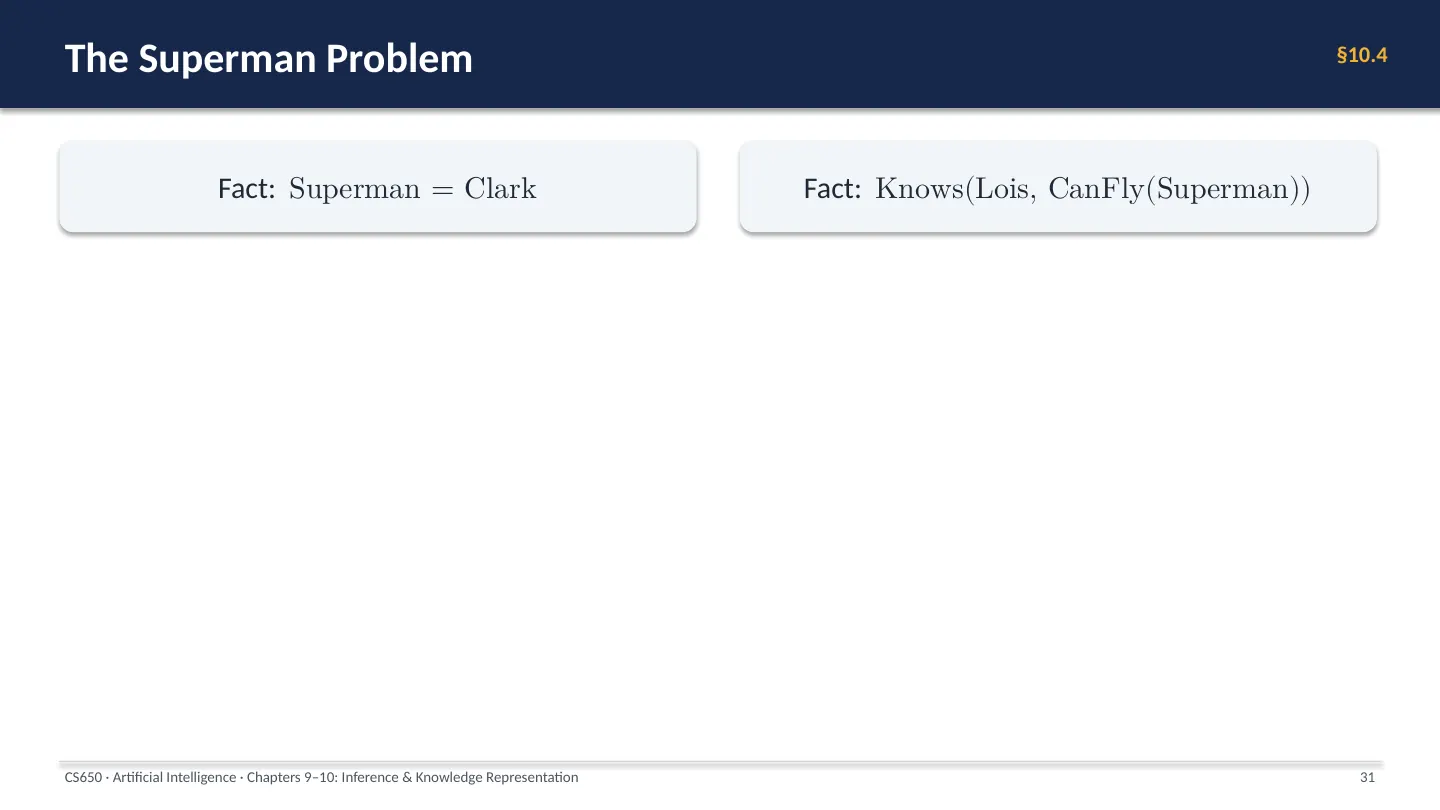 The Superman Problem
§10.4
Fact: Superman = Clark
Fact: Knows(Lois, CanFly(Superman))
CS650 · Artificial Intelligence · Chapters 9–10: Inference & Knowledge Representation
31